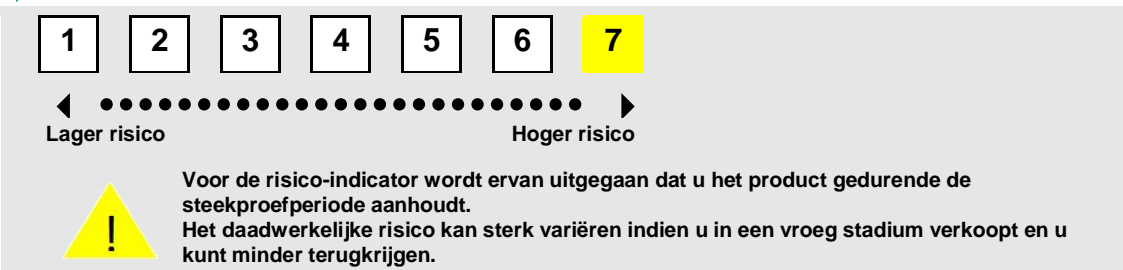 1 2 3 4 5 6 7
Lager risico Hoger risico
!
Voor de risico-indicator wordt ervan uitgegaan dat u het product gedurende de
steekproefperiode aanhoudt.
Het daadwerkelijke risico kan sterk variëren indien u in een vroeg stadium verkoopt en u
kunt minder terugkrijgen.